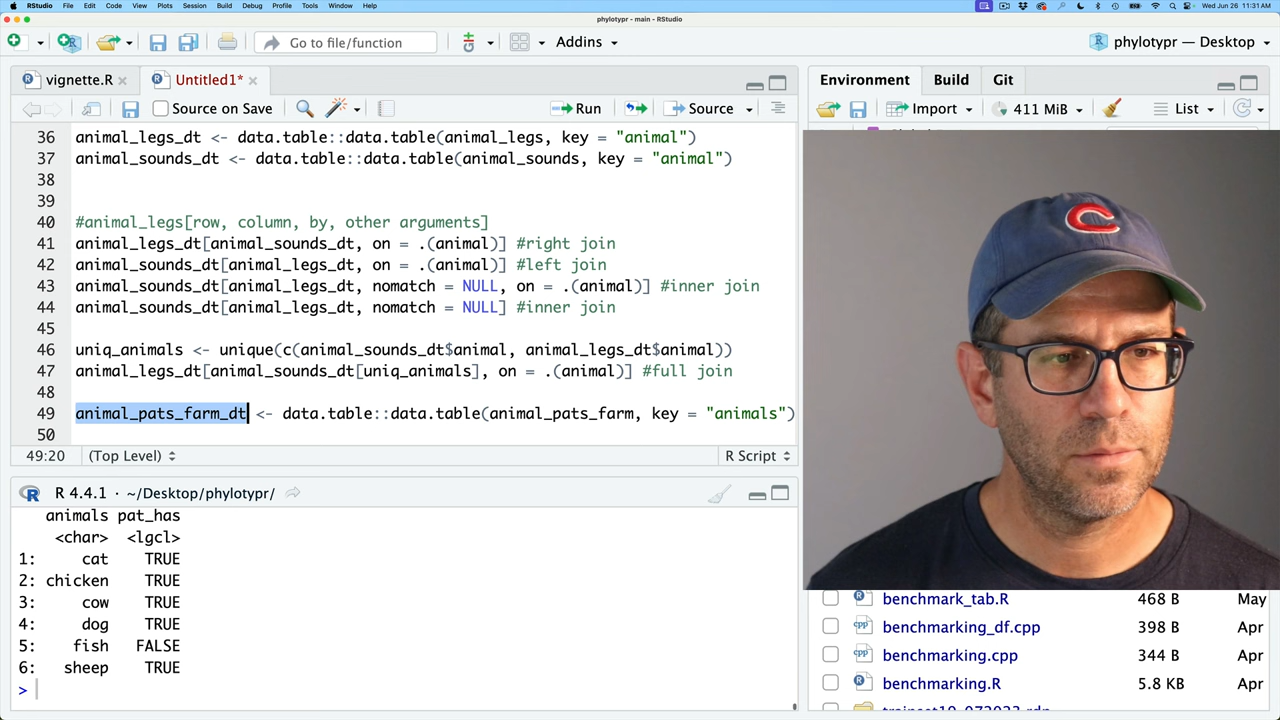 RStudio File Edit Code View Plots Session Build Debug Profile Tools Window Help
Wed Jun 26 11:31 AM
phylotypr - main - RStudio
Go to file/function
Addins
phylotypr — Desktop
vignette.R
Untitled1*
Source on Save
Run
Source
36 animal_legs_dt <- data.table::data.table(animal_legs, key = "animal")
37 animal_sounds_dt <- data.table::data.table(animal_sounds, key = "animal")
38
39
40 #animal_legs[row, column, by, other arguments]
41 animal_legs_dt[animal_sounds_dt, on = .(animal)] #right join
42 animal_sounds_dt[animal_legs_dt, on = .(animal)] #left join
43 animal_sounds_dt[animal_legs_dt, nomatch = NULL, on = .(animal)] #inner join
44 animal_sounds_dt[animal_legs_dt, nomatch = NULL] #inner join
45
46 uniq_animals <- unique(c(animal_sounds_dt$animal, animal_legs_dt$animal))
47 animal_legs_dt[animal_sounds_dt[uniq_animals], on = .(animal)] #full join
48
49 animal_pats_farm_dt <- data.table::data.table(animal_pats_farm, key = "animals")
50
49:20 (Top Level) R Script
R 4.4.1 · ~/Desktop/phylotypr/
animals pat_has
<char> <lgcl>
1: cat TRUE
2: chicken TRUE
3: cow TRUE
4: dog TRUE
5: fish FALSE
6: sheep TRUE
>
Environment Build Git
Import 411 MiB List
C
benchmark_tab.R 468 B May
benchmarking_df.cpp 398 B Apr
benchmarking.cpp 344 B Apr
benchmarking.R 5.8 KB Apr